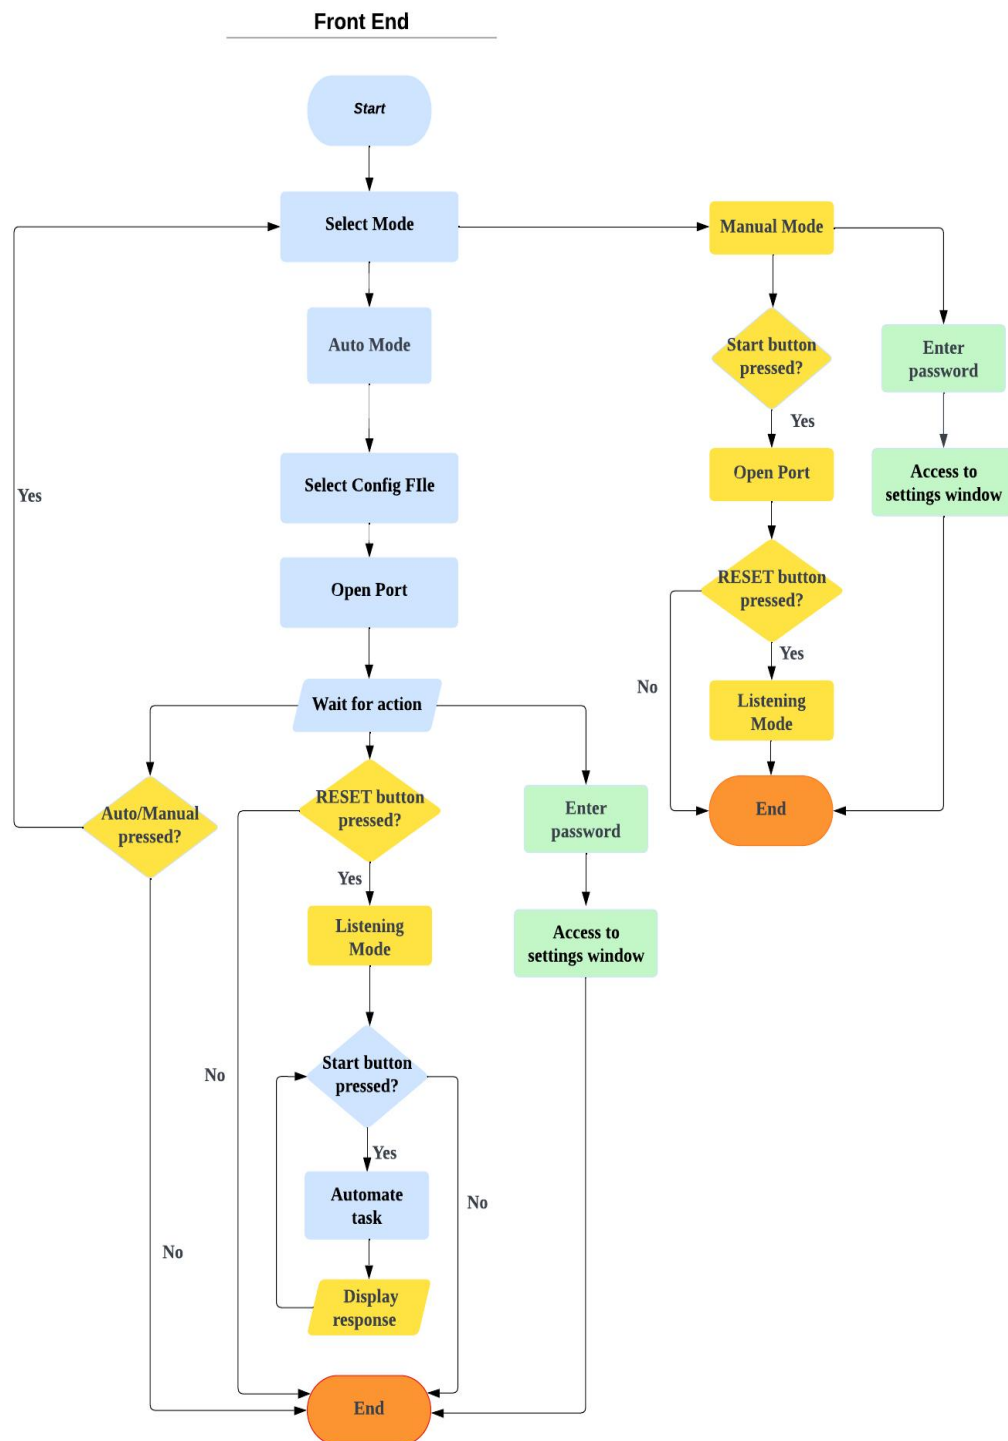 Front End
Start
Select Mode
Manual Mode
Auto Mode
Start button
pressed?
Enter
password
Yes
Select Config FIle
Open Port
Access to
settings window
Yes
Open Port
RESET button
pressed?
Yes
No
Listening
Mode
Wait for action
End
Auto/Manual
pressed?
RESET button
pressed?
Enter
password
Yes
Listening
Mode
Access to
settings window
No
Start button
pressed?
Yes
Automate
task
No
No
Display
response
End